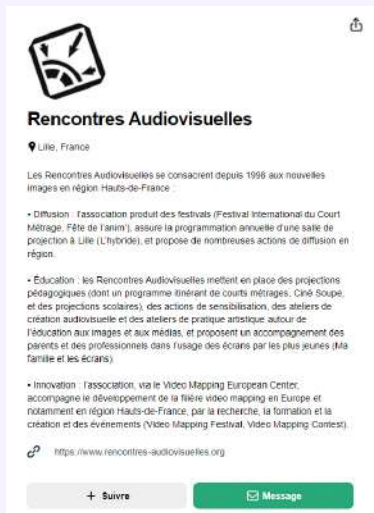 Rencontres Audiovisuelles
Lille, France
Les Rencontres Audiovisuelles se consacrent depuis 1998 aux nouvelles
images en région Hauts-de-France :
• Diffusion : l'association produit des festivals (Festival International du Court
Métrage, Fête de l'anim'), assure la programmation annuelle d'une salle de
projection à Lille (L'hybride), et propose de nombreuses actions de diffusion en
région.
• Éducation : les Rencontres Audiovisuelles mettent en place des projections
pédagogiques (dont un programme itinérant de courts métrages, Ciné Soupe,
et des projections scolaires), des actions de sensibilisation, des ateliers de
création audiovisuelle et des ateliers de pratique artistique autour de
l'éducation aux images et aux médias, et proposent un accompagnement des
parents et des professionnels dans l'usage des écrans par les plus jeunes (Ma
famille et les écrans).
• Innovation : l'association, via le Video Mapping European Center,
accompagne le développement de la filière video mapping en Europe et
notamment en région Hauts-de-France, par la recherche, la formation et la
création et des événements (Video Mapping Festival, Video Mapping Contest).
https://www.rencontres-audiovisuelles.org
+ Suivre
Message